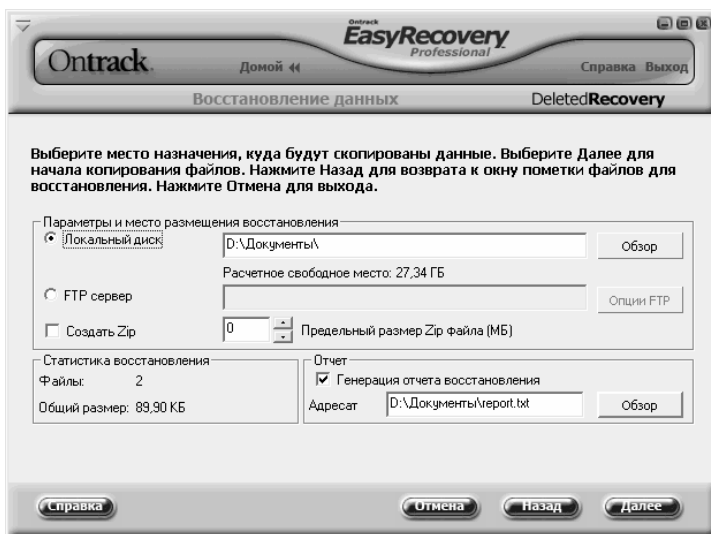 Ontrack
EasyRecovery
Professional
Ontrack.
Домой
Справка Выход
Восстановление данных
DeletedRecovery
Выберите место назначения, куда будут скопированы данные. Выберите Далее для
начала копирования файлов. Нажмите Назад для возврата к окну пометки файлов для
восстановления. Нажмите Отмена для выхода.
Параметры и место размещения восстановления
Локальный диск
D:\Документы\
Обзор
Расчетное свободное место: 27,34 ГБ
FTP сервер
Опции FTP
Создать Zip
0
Предельный размер Zip файла (МБ)
Статистика восстановления
Файлы: 2
Общий размер: 89,90 КБ
Отчет
Генерация отчета восстановления
Адресат
D:\Документы\report.txt
Обзор
Справка
Отмена
Назад
Далее